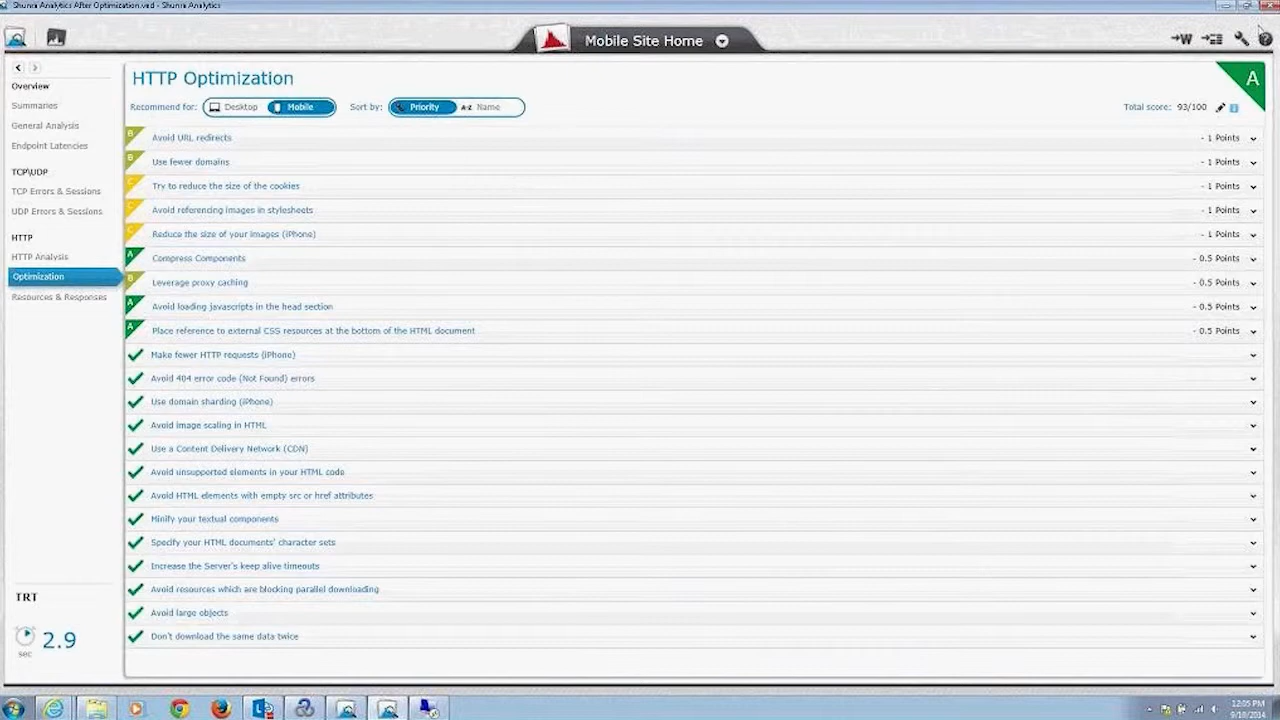 Shunra Analytics After Optimization.ved - Shunra Analytics
Mobile Site Home
W
?
Overview
Summaries
General Analysis
Endpoint Latencies
TCP\UDP
TCP Errors & Sessions
UDP Errors & Sessions
HTTP
HTTP Analysis
Optimization
Resources & Responses
TRT
2.9
sec
HTTP Optimization
A
Recommend for: Desktop Mobile Sort by: Priority A-Z Name Total score: 93/100
B Avoid URL redirects - 1 Points
B Use fewer domains - 1 Points
C Try to reduce the size of the cookies - 1 Points
C Avoid referencing images in stylesheets - 1 Points
C Reduce the size of your images (iPhone) - 1 Points
A Compress Components - 0.5 Points
B Leverage proxy caching - 0.5 Points
A Avoid loading javascripts in the head section - 0.5 Points
A Place reference to external CSS resources at the bottom of the HTML document - 0.5 Points
Make fewer HTTP requests (iPhone)
Avoid 404 error code (Not Found) errors
Use domain sharding (iPhone)
Avoid image scaling in HTML
Use a Content Delivery Network (CDN)
Avoid unsupported elements in your HTML code
Avoid HTML elements with empty src or href attributes
Minify your textual components
Specify your HTML documents' character sets
Increase the Server's keep alive timeouts
Avoid resources which are blocking parallel downloading
Avoid large objects
Don't download the same data twice
12:05 PM
9/10/2014